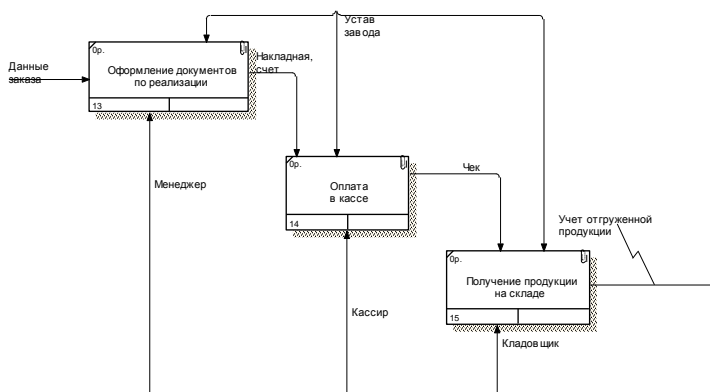 Устав
завода
Данные
заказа
0р.
Оформление документов
по реализации
13
Накладная,
счет
Менеджер
0р.
Оплата
в кассе
14
Чек
Кассир
0р.
Получение продукции
на складе
15
Учет отгруженной
продукции
Кладовщик